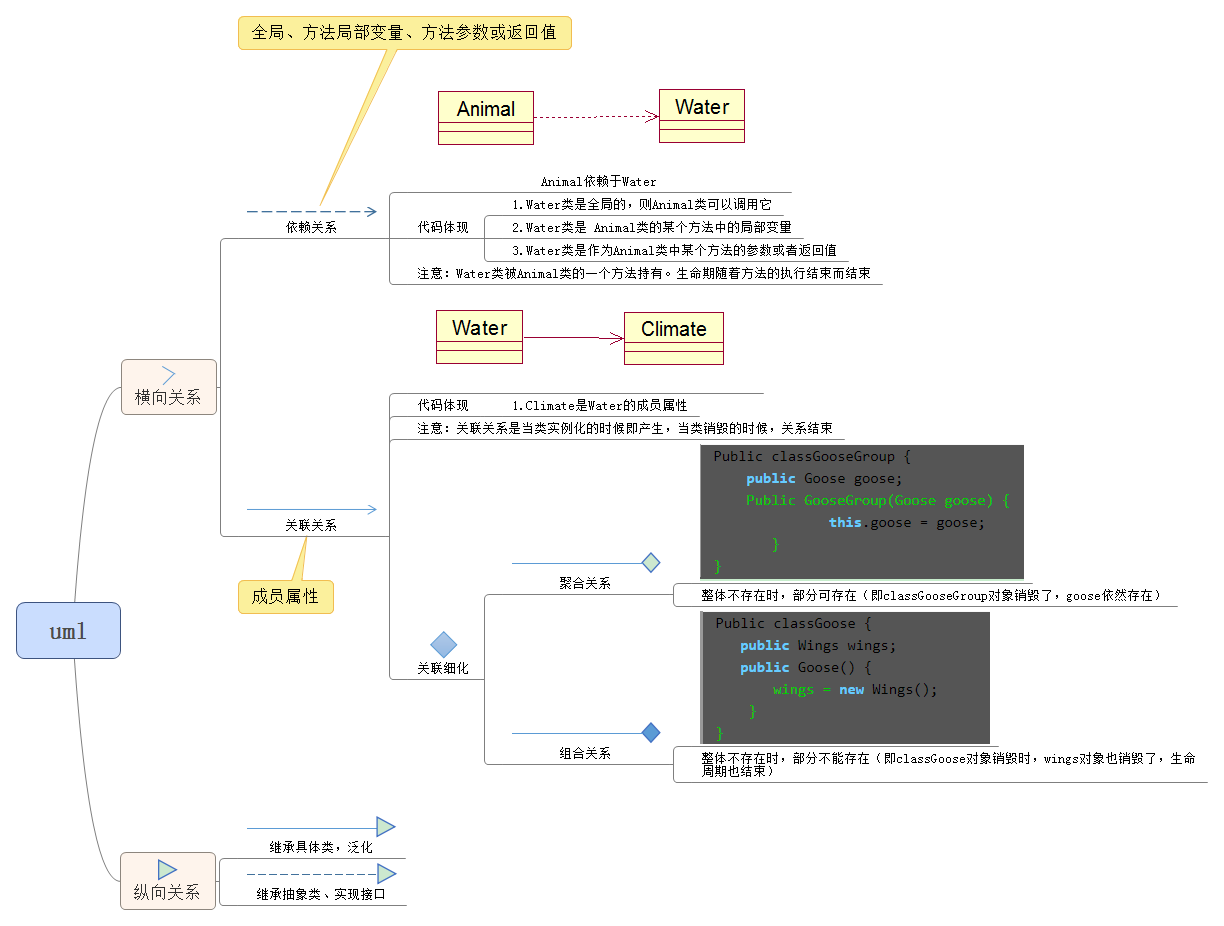 全局、方法局部变量、方法参数或返回值
Animal
Water
Animal依赖于Water
依赖关系
代码体现
1.Water类是全局的，则Animal类可以调用它
2.Water类是 Animal类的某个方法中的局部变量
3.Water类是作为Animal类中某个方法的参数或者返回值
注意：Water类被Animal类的一个方法持有。生命期随着方法的执行结束而结束
Water
Climate
横向关系
代码体现
1.Climate是Water的成员属性
注意：关联关系是当类实例化的时候即产生，当类销毁的时候，关系结束
关联关系
成员属性
Public classGooseGroup {
public Goose goose;
Public GooseGroup(Goose goose) {
this.goose = goose;
}
}
聚合关系
整体不存在时，部分可存在（即classGooseGroup对象销毁了，goose依然存在）
uml
关联细化
Public classGoose {
public Wings wings;
public Goose() {
wings = new Wings();
}
}
组合关系
整体不存在时，部分不能存在（即classGoose对象销毁时，wings对象也销毁了，生命
周期也结束）
纵向关系
继承具体类，泛化
继承抽象类、实现接口